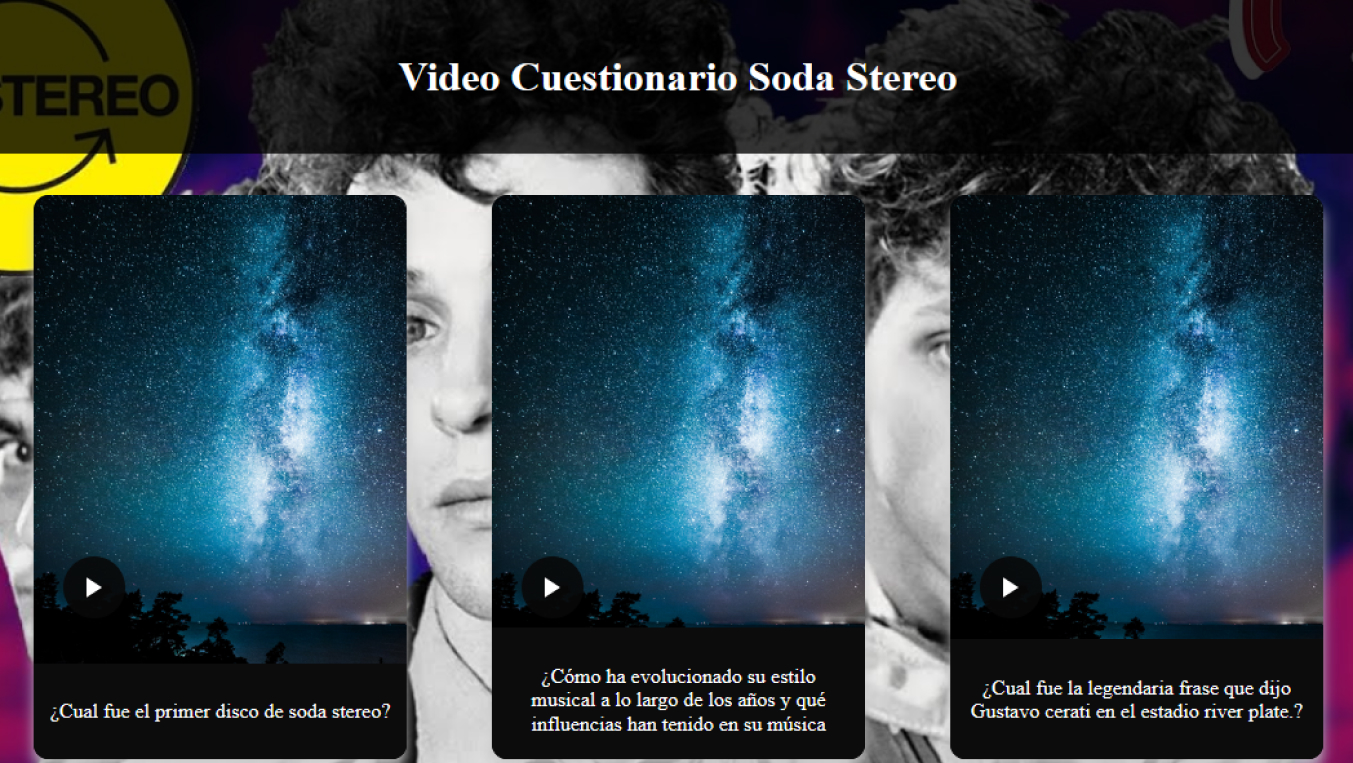 Video Cuestionario Soda Stereo
STEREO
¿Cual fue el primer disco de soda stereo?
¿Cómo ha evolucionado su estilo
musical a lo largo de los años y qué
influencias han tenido en su música
¿Cual fue la legendaria frase que dijo
Gustavo cerati en el estadio river plate.?